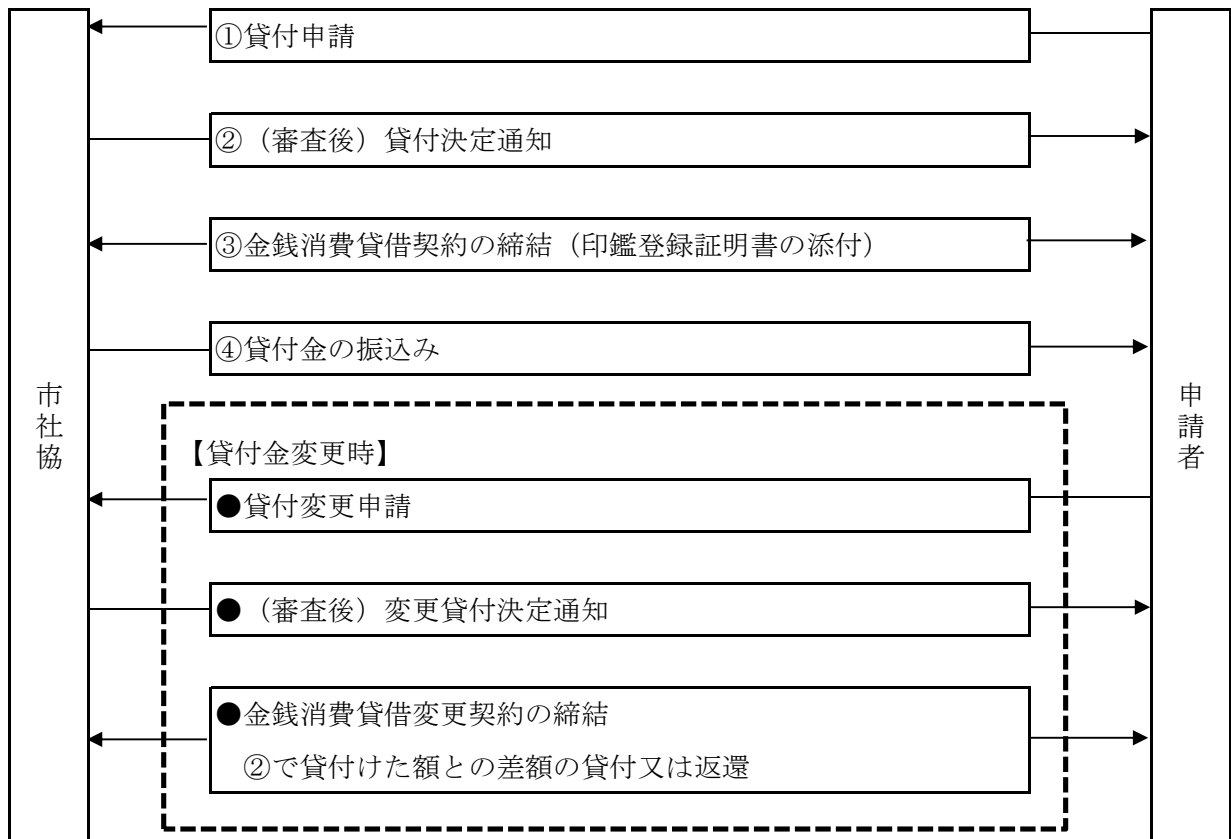 ①貸付申請
②（審査後）貸付決定通知
③金銭消費貸借契約の締結（印鑑登録証明書の添付）
④貸付金の振込み
市社協
申請者
【貸付金変更時】
●貸付変更申請
●（審査後）変更貸付決定通知
●金銭消費貸借変更契約の締結
②で貸付けた額との差額の貸付又は返還